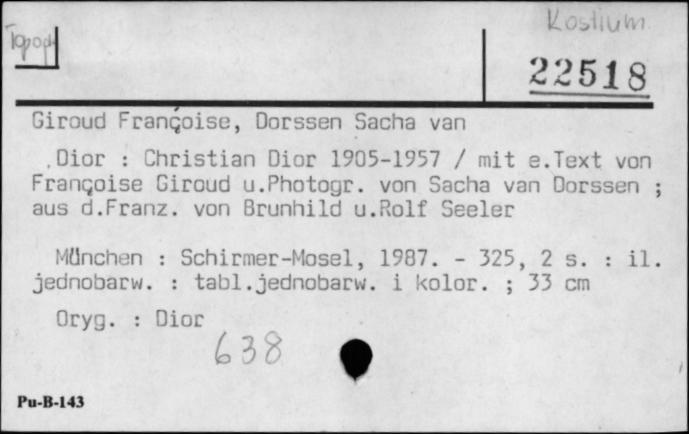 Kostium
Topogr
22518
Giroud Françoise, Dorssen Sacha van
Dior : Christian Dior 1905-1957 / mit e.Text von
Françoise Giroud u.Photogr. von Sacha van Dorssen ;
aus d.Franz. von Brunhild u.Rolf Seeler
München : Schirmer-Mosel, 1987. - 325, 2 s. : il.
jednobarw. : tabl.jednobarw. i kolor. ; 33 cm
Oryg. : Dior
638
Pu-B-143